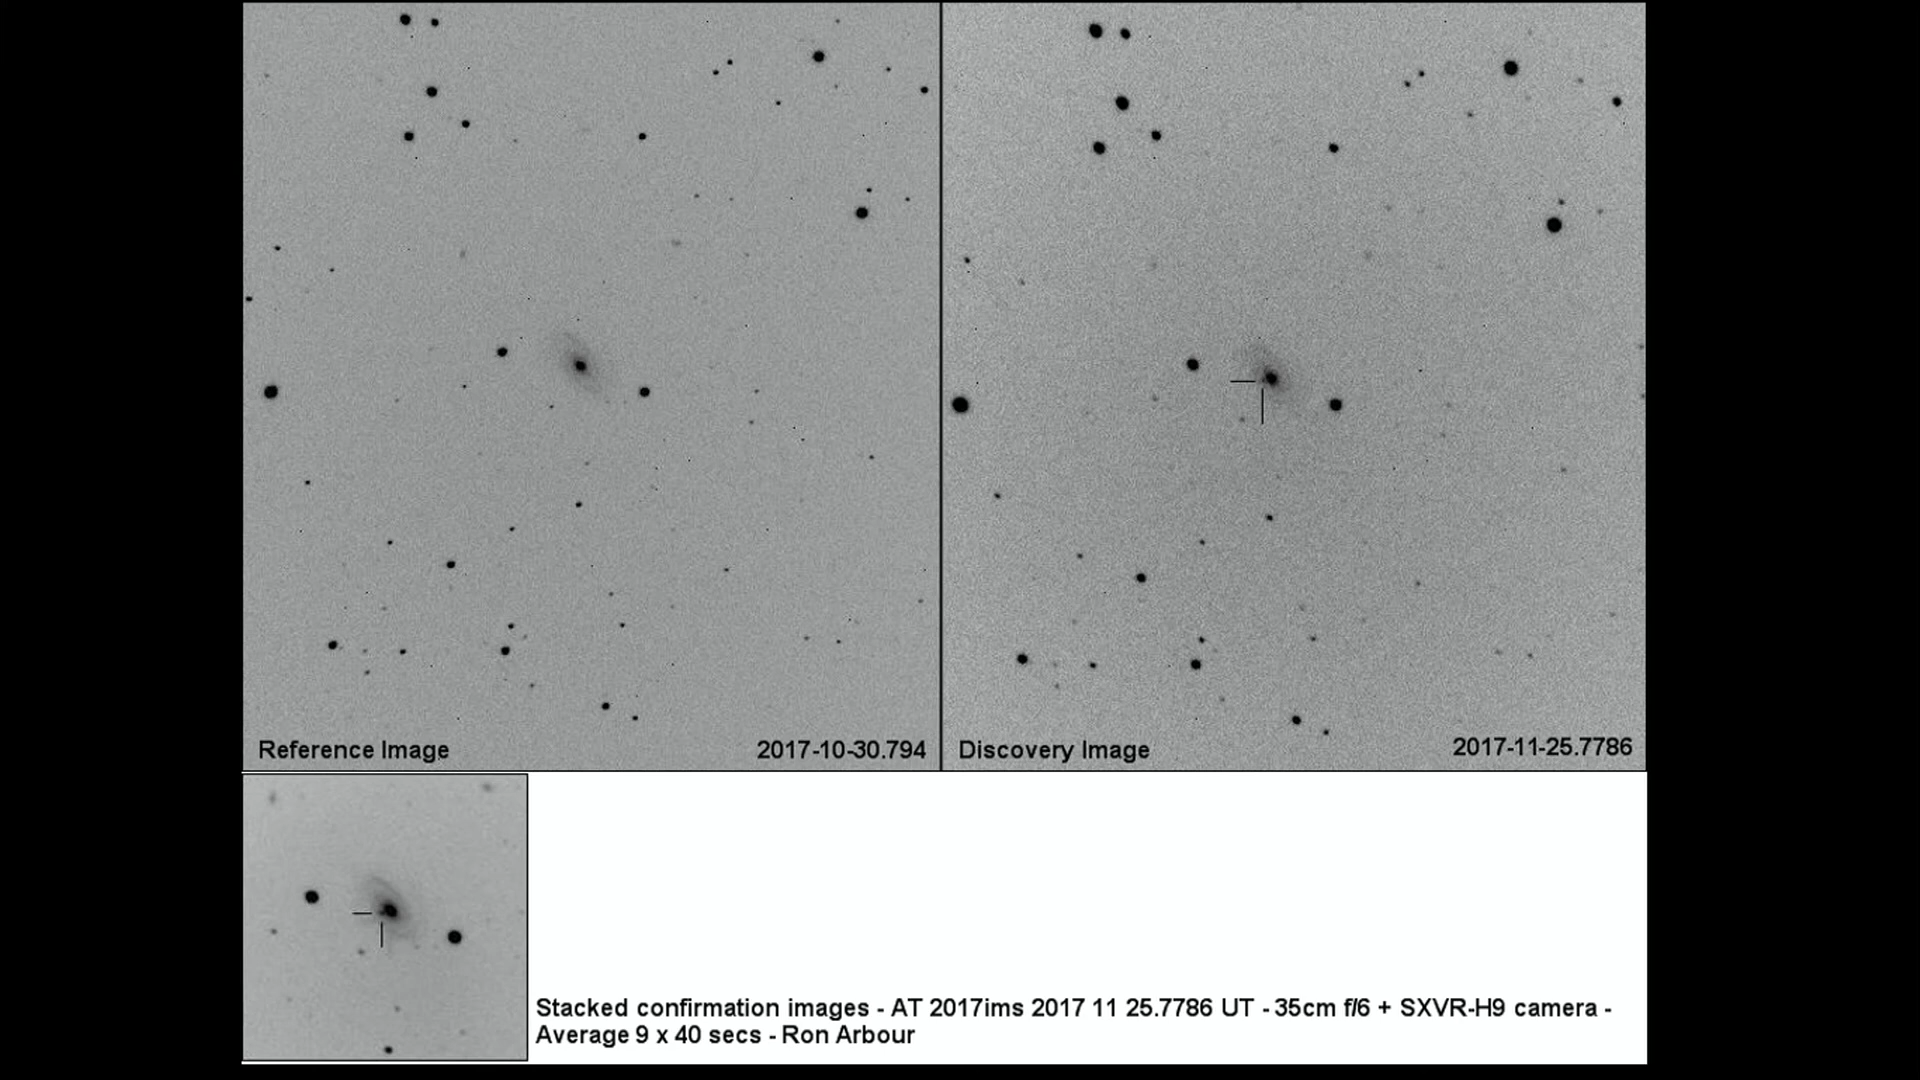 Reference Image
2017-10-30.794
Discovery Image
2017-11-25.7786
Stacked confirmation images - AT 2017ims 2017 11 25.7786 UT - 35cm f/6 + SXVR-H9 camera -
Average 9 x 40 secs - Ron Arbour